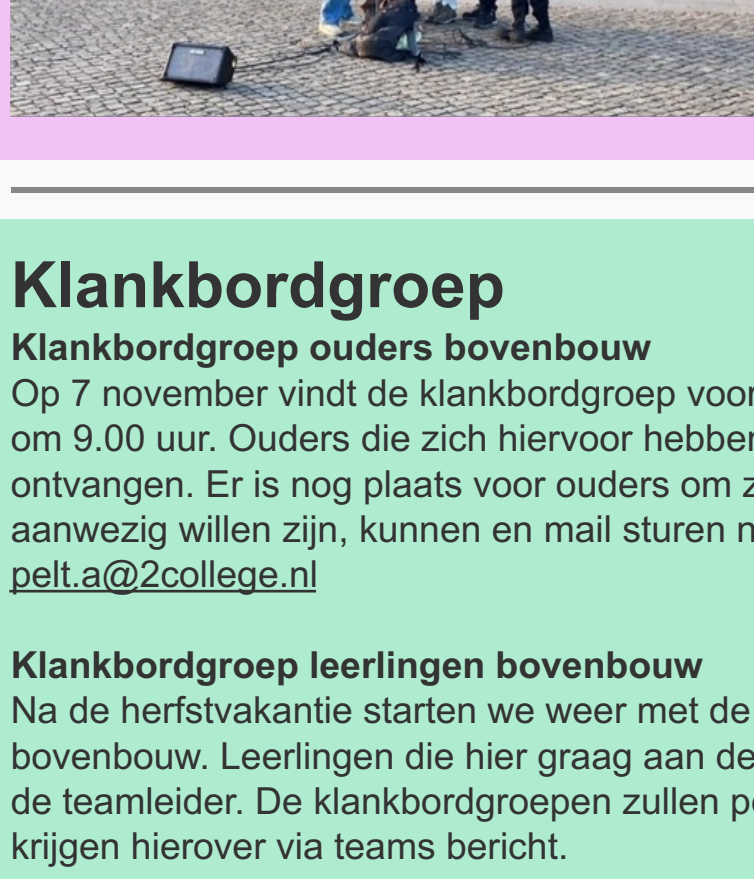 Klankbordgroep
Klankbordgroep ouders bovenbouw
Op 7 november vindt de klankbordgroep voor
om 9.00 uur. Ouders die zich hiervoor hebben
ontvangen. Er is nog plaats voor ouders om
aanwezig willen zijn, kunnen en mail sturen
pelt.a@2college.nl

Klankbordgroep leerlingen bovenbouw
Na de herfstvakantie starten we weer met de
bovenbouw. Leerlingen die hier graag aan
de teamleider. De klankbordgroepen zullen
krijgen hierover via teams bericht.